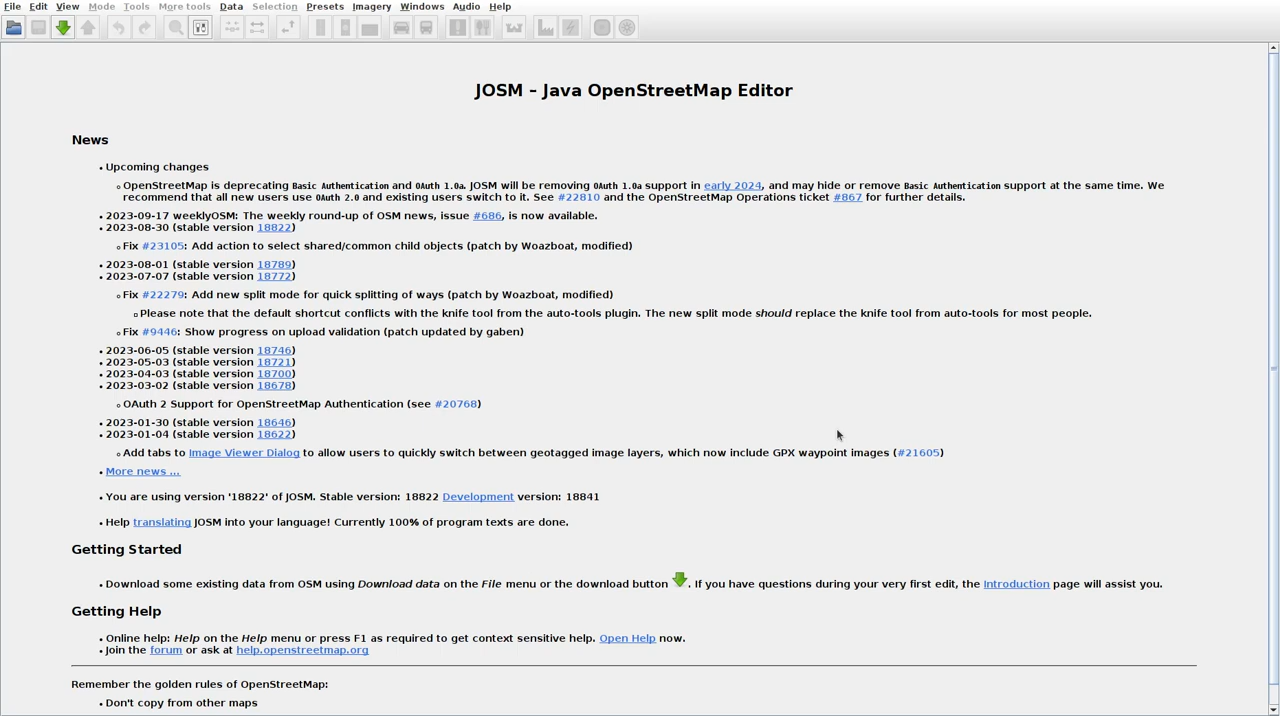 File Edit View Mode Tools More tools Data Selection Presets Imagery Windows Audio Help
JOSM – Java OpenStreetMap Editor
News
Upcoming changes
OpenStreetMap is deprecating Basic Authentication and OAuth 1.0a. JOSM will be removing OAuth 1.0a support in early 2024, and may hide or remove Basic Authentication support at the same time. We
recommend that all new users use OAuth 2.0 and existing users switch to it. See #22810 and the OpenStreetMap Operations ticket #867 for further details.
2023-09-17 weeklyOSM: The weekly round-up of OSM news, issue #686, is now available.
2023-08-30 (stable version 18822)
Fix #23105: Add action to select shared/common child objects (patch by Woazboat, modified)
2023-08-01 (stable version 18789)
2023-07-07 (stable version 18772)
Fix #22279: Add new split mode for quick splitting of ways (patch by Woazboat, modified)
Please note that the default shortcut conflicts with the knife tool from the auto-tools plugin. The new split mode should replace the knife tool from auto-tools for most people.
Fix #9446: Show progress on upload validation (patch updated by gaben)
2023-06-05 (stable version 18746)
2023-05-03 (stable version 18721)
2023-04-03 (stable version 18700)
2023-03-02 (stable version 18678)
OAuth 2 Support for OpenStreetMap Authentication (see #20768)
2023-01-30 (stable version 18646)
2023-01-04 (stable version 18622)
Add tabs to Image Viewer Dialog to allow users to quickly switch between geotagged image layers, which now include GPX waypoint images (#21605)
More news ...
You are using version '18822' of JOSM. Stable version: 18822 Development version: 18841
Help translating JOSM into your language! Currently 100% of program texts are done.
Getting Started
Download some existing data from OSM using Download data on the File menu or the download button . If you have questions during your very first edit, the Introduction page will assist you.
Getting Help
Online help: Help on the Help menu or press F1 as required to get context sensitive help. Open Help now.
Join the forum or ask at help.openstreetmap.org
Remember the golden rules of OpenStreetMap:
Don't copy from other maps